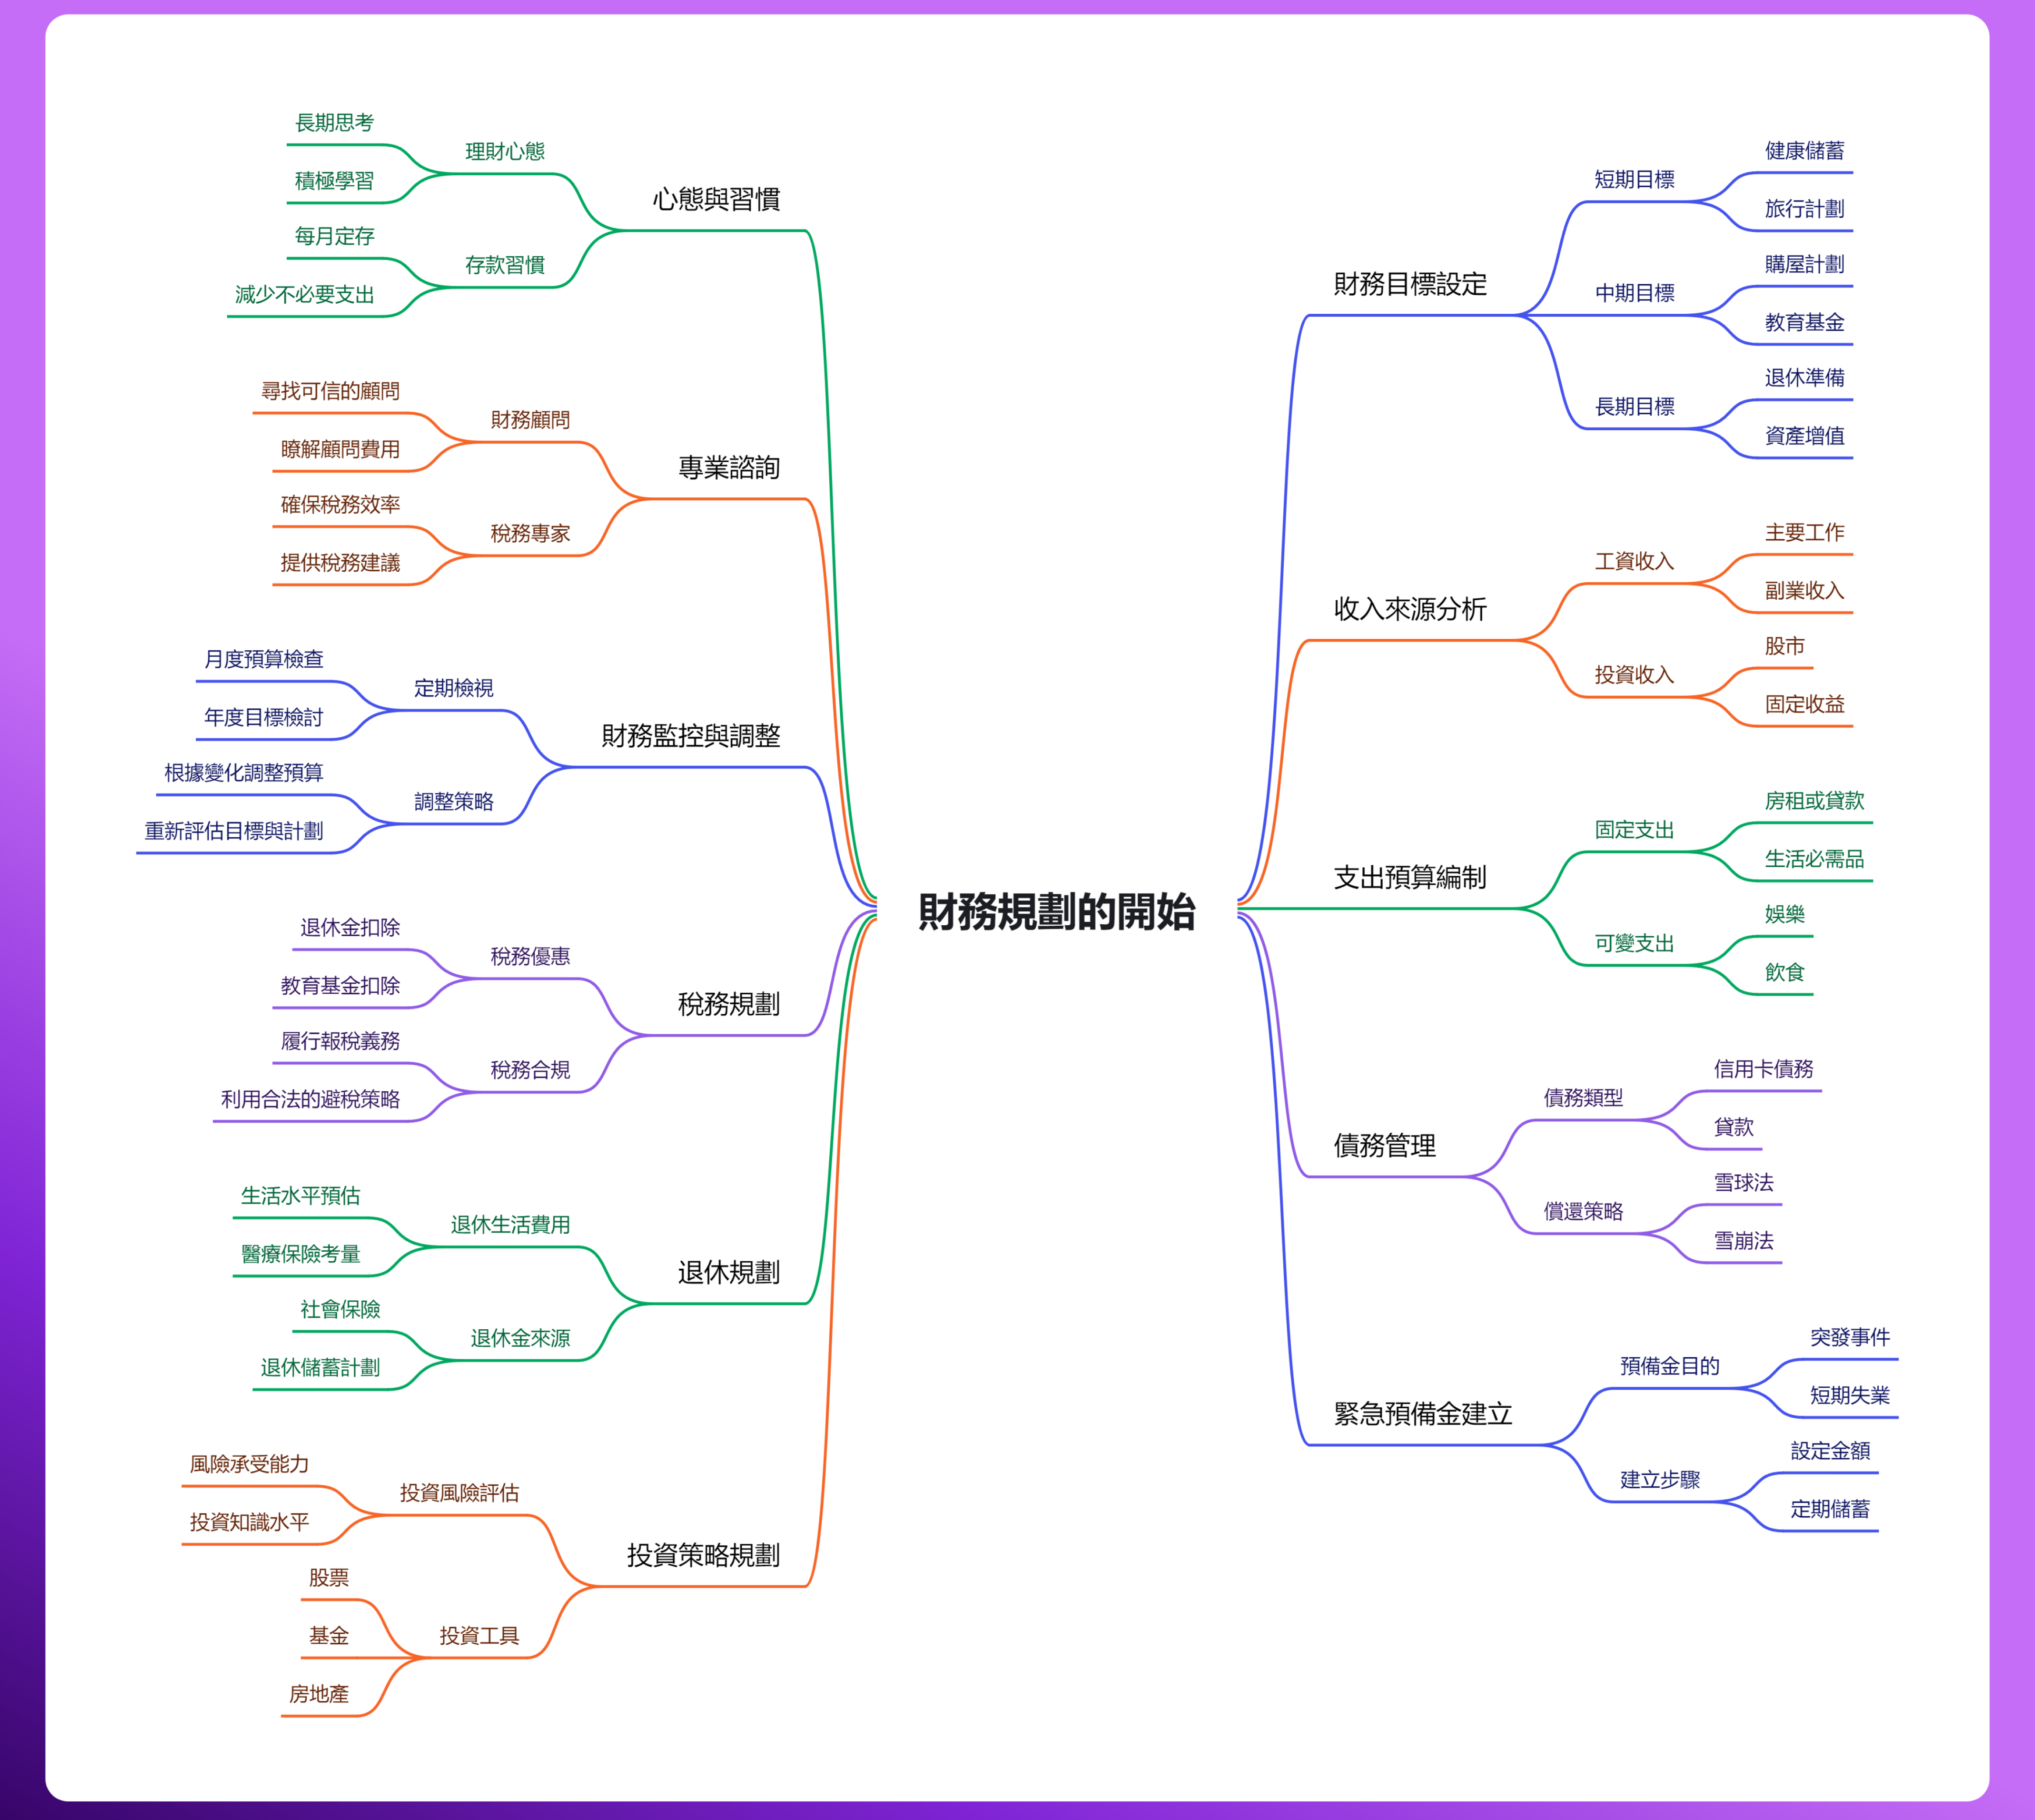 財務規劃的開始
財務目標設定
短期目標
健康儲蓄
旅行計劃
中期目標
購屋計劃
教育基金
長期目標
退休準備
資產增值
收入來源分析
工資收入
主要工作
副業收入
投資收入
股市
固定收益
支出預算編制
固定支出
房租或貸款
生活必需品
可變支出
娛樂
飲食
債務管理
債務類型
信用卡債務
貸款
償還策略
雪球法
雪崩法
緊急預備金建立
預備金目的
突發事件
短期失業
建立步驟
設定金額
定期儲蓄
心態與習慣
理財心態
長期思考
積極學習
存款習慣
每月定存
減少不必要支出
專業諮詢
財務顧問
尋找可信的顧問
瞭解顧問費用
稅務專家
確保稅務效率
提供稅務建議
財務監控與調整
定期檢視
月度預算檢查
年度目標檢討
調整策略
根據變化調整預算
重新評估目標與計劃
稅務規劃
稅務優惠
退休金扣除
教育基金扣除
稅務合規
履行報稅義務
利用合法的避稅策略
退休規劃
退休生活費用
生活水平預估
醫療保險考量
退休金來源
社會保險
退休儲蓄計劃
投資策略規劃
投資風險評估
風險承受能力
投資知識水平
投資工具
股票
基金
房地產